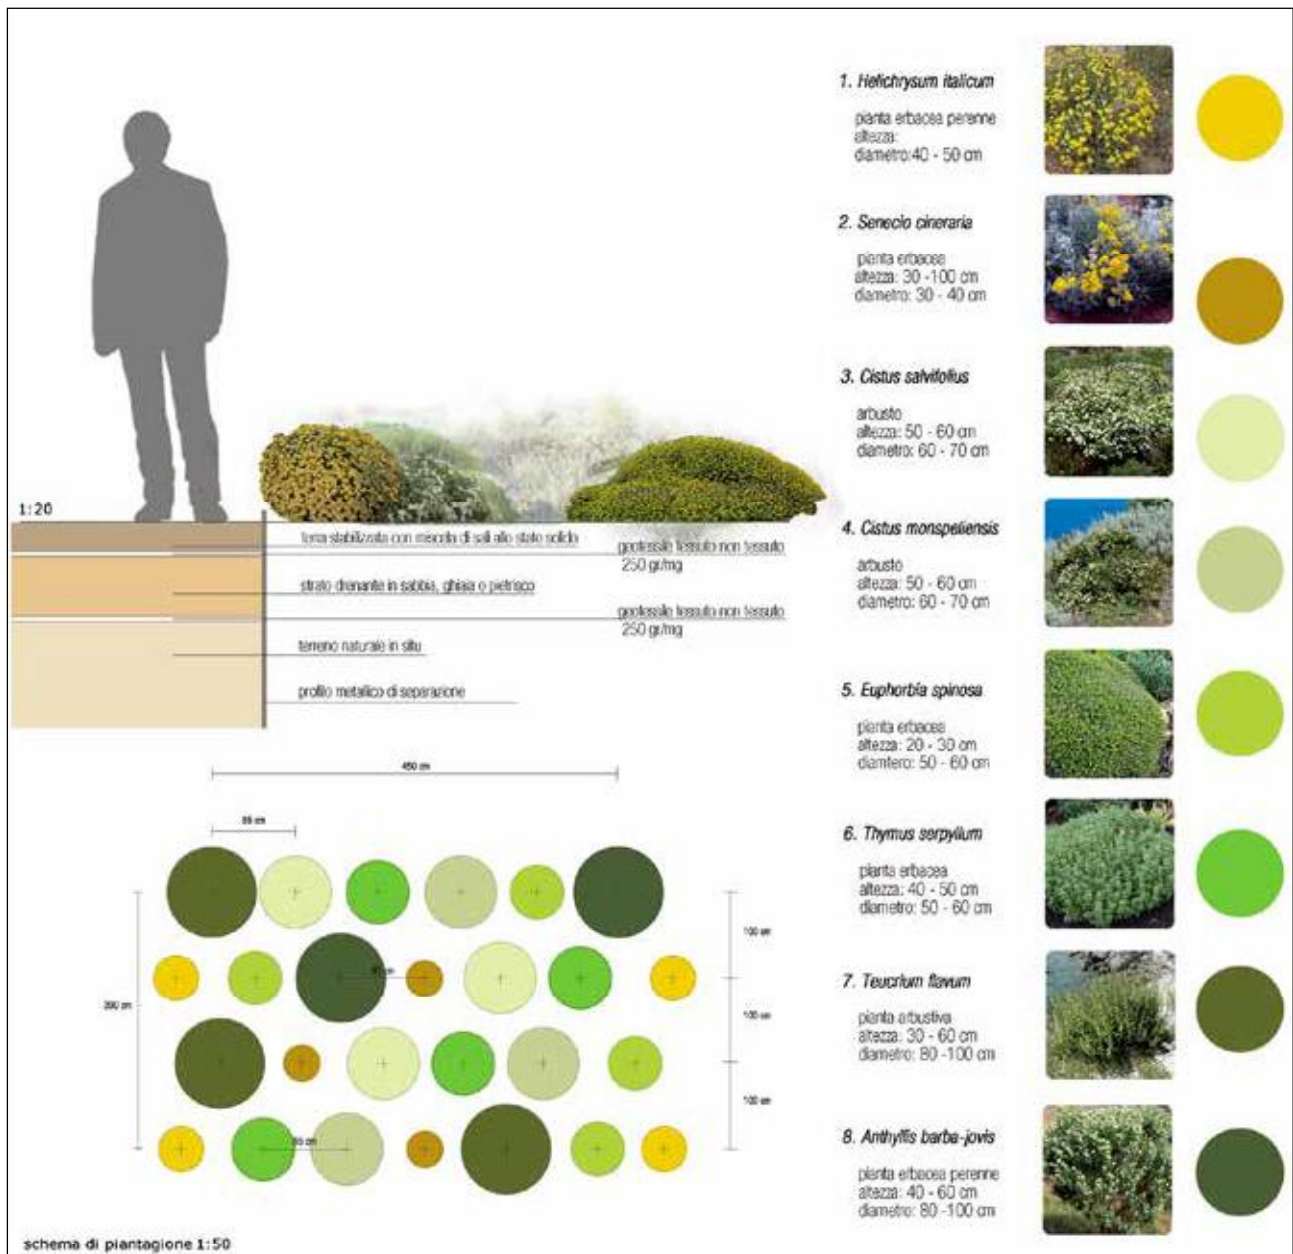 1. Helichrysum italicum
pianta erbacea perenne
altezza:
diametro:40 - 50 cm
2. Senecio cineraria
pianta erbacea
altezza: 30 -100 cm
diametro: 30 - 40 cm
3. Cistus salvifolius
arbusto
altezza: 50 - 60 cm
diametro: 60 - 70 cm
4. Cistus monspeliensis
arbusto
altezza: 50 - 60 cm
diametro: 60 - 70 cm
5. Euphorbia spinosa
pianta erbacea
altezza: 20 - 30 cm
diamtero: 50 - 60 cm
6. Thymus serpyllum
pianta erbacea
altezza: 40 - 50 cm
diametro: 50 - 60 cm
7. Teucrium flavum
pianta arbustiva
altezza: 30 - 60 cm
diametro: 80 -100 cm
8. Anthyllis barba-jovis
pianta erbacea perenne
altezza: 40 - 60 cm
diametro: 80 -100 cm
1:20
terra stabilizzata con miscela di sali allo stato solido
geotessile tessuto non tessuto
250 gr/mq
strato drenante in sabbia, ghiaia o pietrisco
geotessile tessuto non tessuto
250 gr/mq
terreno naturale in situ
profilo metallico di separazione
450 cm
cm
100 cm
cm
cm
100 cm
100 cm
cm
schema di piantagione 1:50